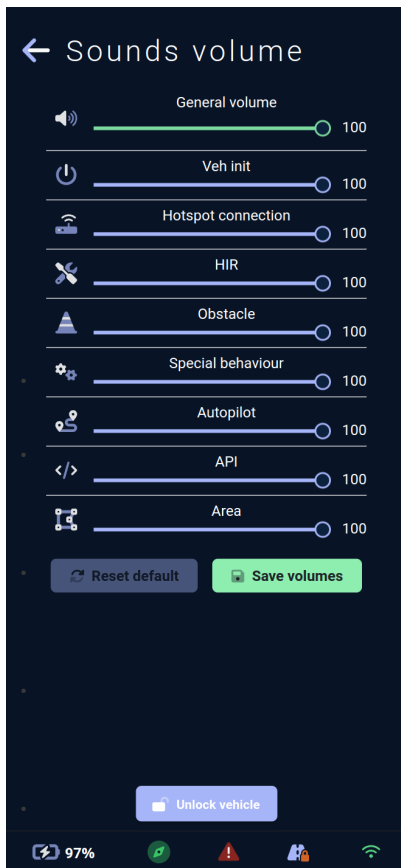 Sounds volume
General volume
100
Veh init
100
Hotspot connection
100
HIR
100
Obstacle
100
Special behaviour
100
Autopilot
100
API
100
Area
100
Reset default
Save volumes
Unlock vehicle
97%